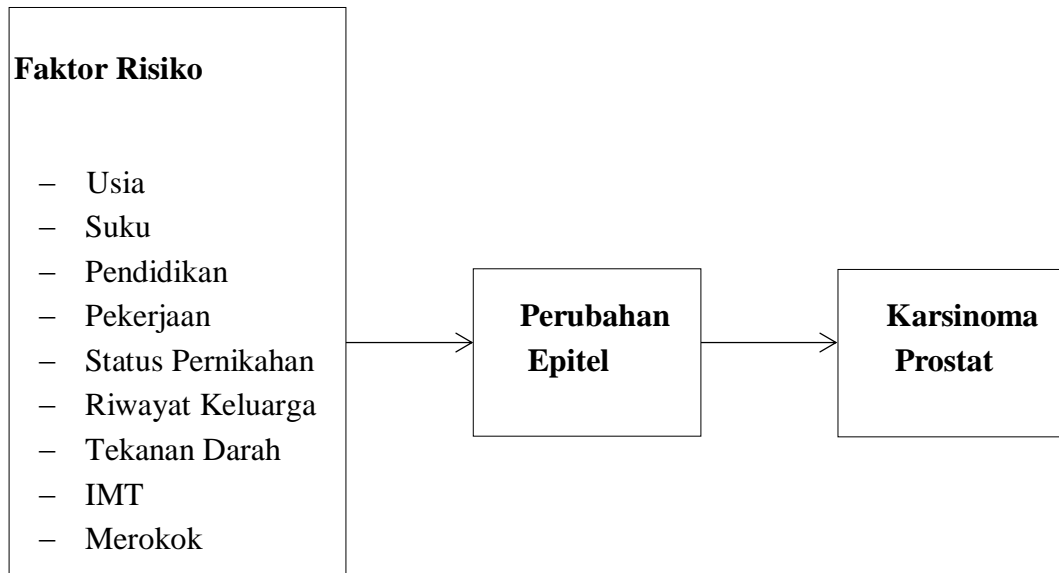 Faktor Risiko
– Usia
– Suku
– Pendidikan
– Pekerjaan
– Status Pernikahan
– Riwayat Keluarga
– Tekanan Darah
– IMT
– Merokok
Perubahan
Epitel
Karsinoma
Prostat